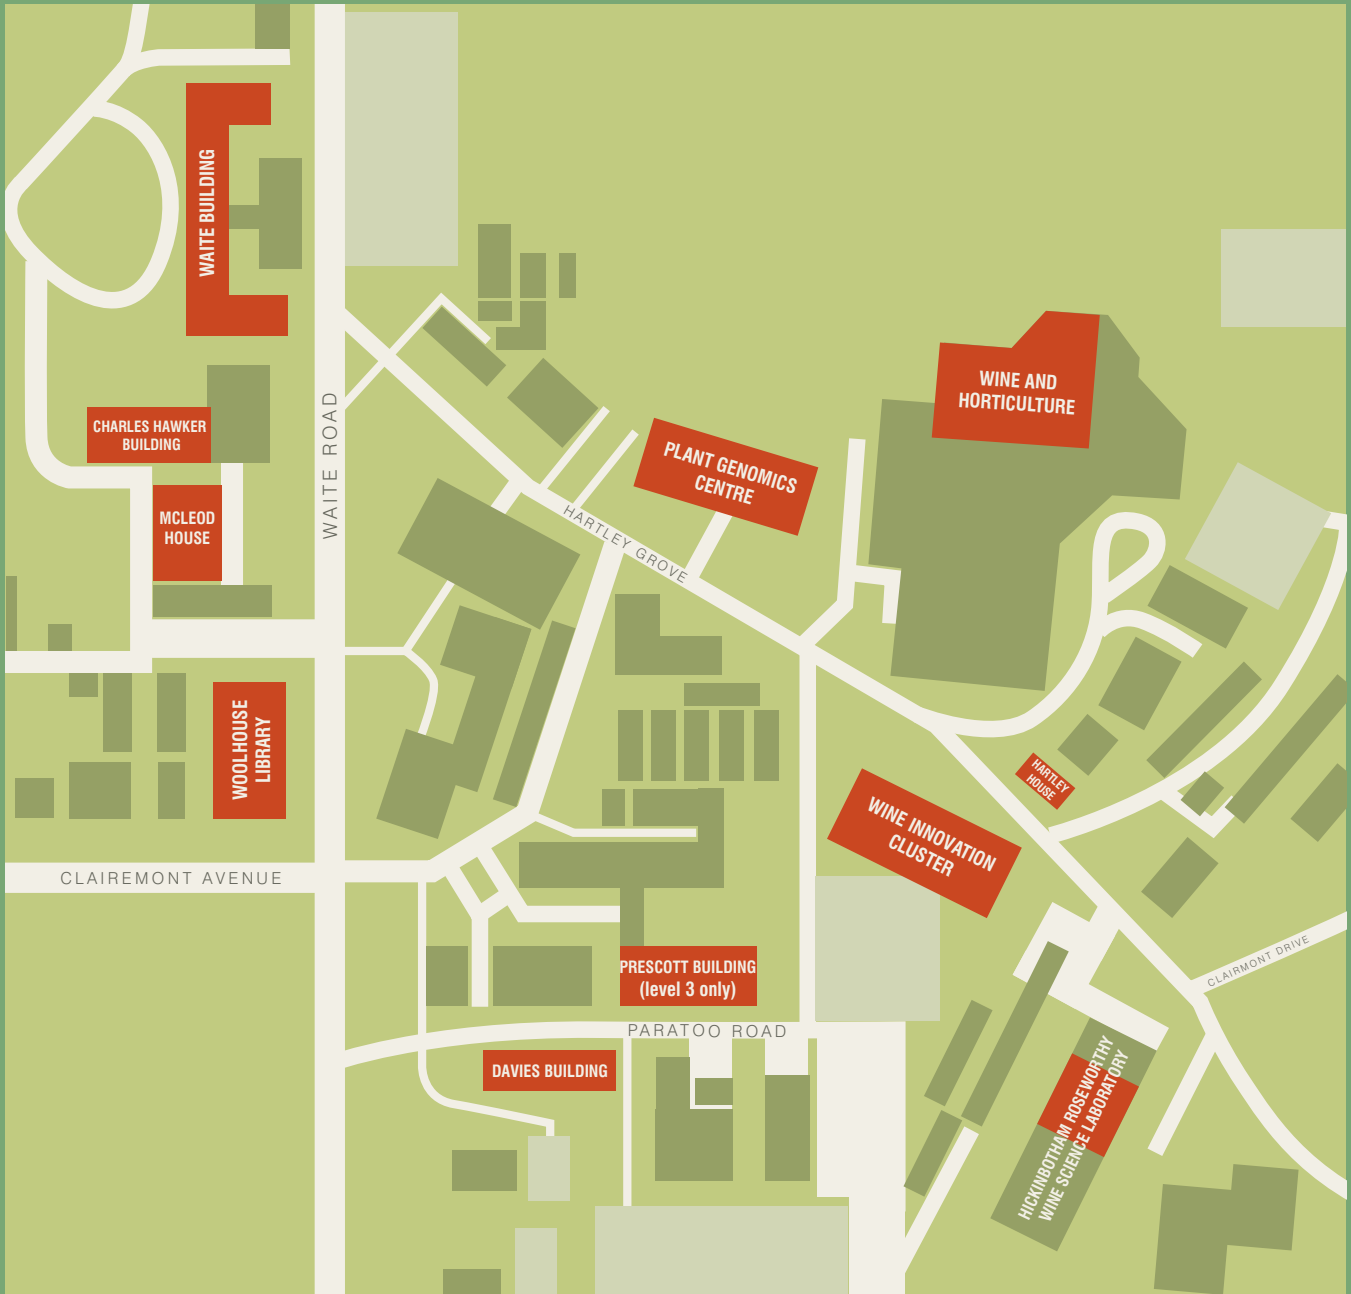 WAITE BUILDING
CHARLES HAWKER
BUILDING
MCLEOD
HOUSE
WAITE ROAD
WOOLHOUSE
LIBRARY
CLAIREMONT AVENUE
HARTLEY GROVE
PLANT GENOMICS
CENTRE
WINE AND
HORTICULTURE
HARTLEY
HOUSE
WINE INNOVATION
CLUSTER
PRESCOTT BUILDING
(level 3 only)
PARATOO ROAD
DAVIES BUILDING
CLAIRMONT DRIVE
HICKINBOTHAM ROSEWORTHY
WINE SCIENCE LABORATORY